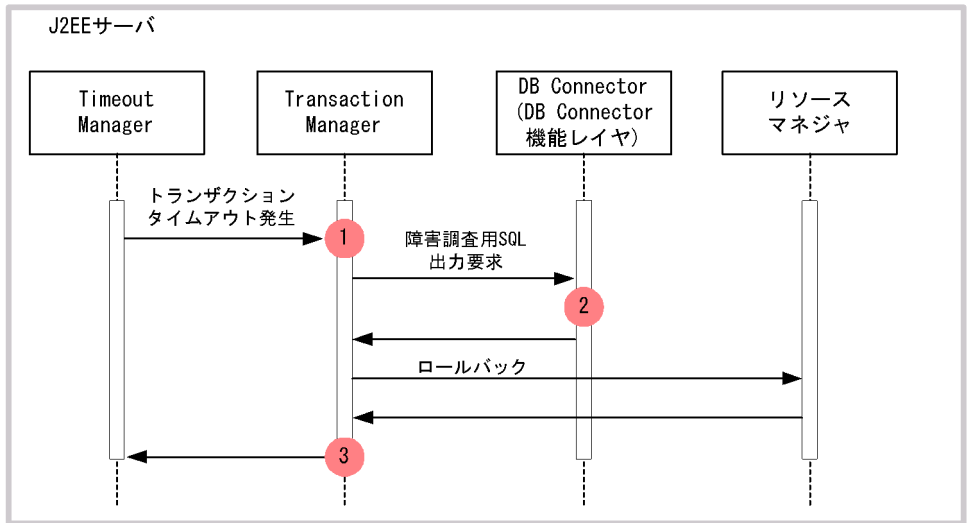 J2EEサーバ
Timeout
Manager
Transaction
Manager
DB Connector
(DB Connector
機能レイヤ)
リソース
マネジャ
トランザクション
タイムアウト発生
1
障害調査用SQL
出力要求
2
ロールバック
3